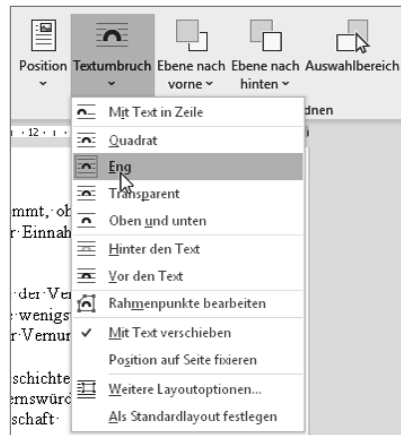 Position Textumbruch Ebene nach Ebene nach Auswahlbereich
vorne hinten
dnen
12
Mit Text in Zeile
Quadrat
Eng
Transparent
Oben und unten
Hinter den Text
Vor den Text
Rahmenpunkte bearbeiten
Mit Text verschieben
Position auf Seite fixieren
Weitere Layoutoptionen...
Als Standardlayout festlegen
mmt, oh
r Einnah
der Ver
wenigs
r Vernun
schichte
ernswürd
schaft